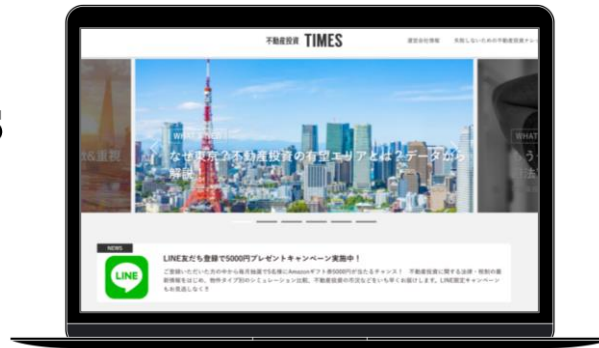 不動産投資 TIMES
運営会社情報 失敗しないための不動産投資ナレッ
WHAT
なぜ東京?不動産投資の有望エリアとは?データから
解説
&重視
WHAT
NEWS
LINE友だち登録で5000円プレゼントキャンペーン実施中!
ご登録いただいた方の中から毎月抽選で5名様にAmazonギフト券5000円が当たるチャンス! 不動産投資に関する法律・税制の最
新情報をはじめ、物件タイプ別のシミュレーション比較、不動産投資の市況などをいち早くお届けします。LINE限定キャンペーン
もお見逃しなく!!
LINE